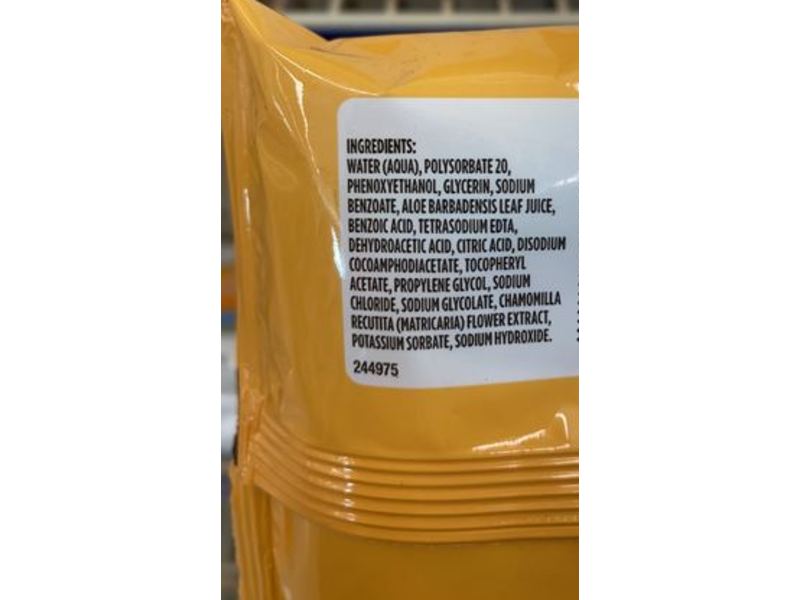 INGREDIENTS:
WATER (AQUA), POLYSORBATE 20,
PHENOXYETHANOL, GLYCERIN, SODIUM
BENZOATE, ALOE BARBADENSIS LEAF JUICE,
BENZOIC ACID, TETRASODIUM EDTA,
DEHYDROACETIC ACID, CITRIC ACID, DISODIUM
COCOAMPHODIACETATE, TOCOPHERYL
ACETATE, PROPYLENE GLYCOL, SODIUM
CHLORIDE, SODIUM GLYCOLATE, CHAMOMILLA
RECUTITA (MATRICARIA) FLOWER EXTRACT,
POTASSIUM SORBATE, SODIUM HYDROXIDE.
244975